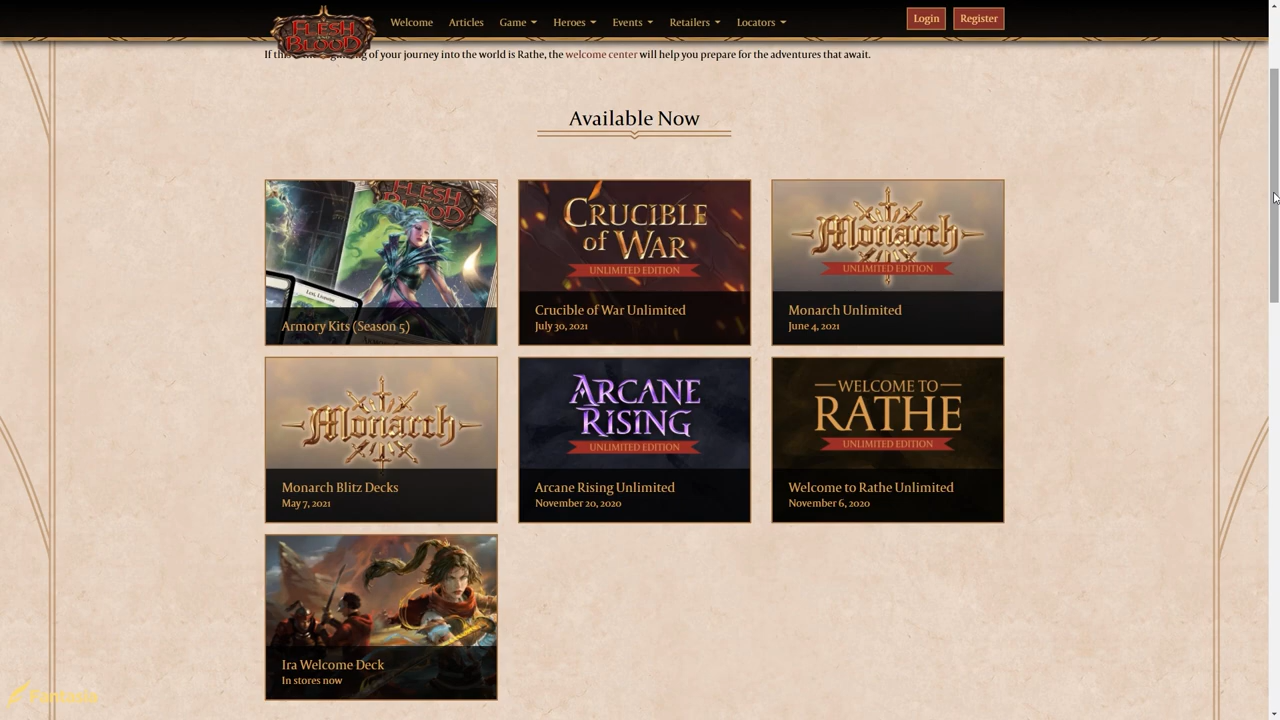 FLESH AND BLOOD
Welcome
Articles
Game
Heroes
Events
Retailers
Locators
Login
Register
If this of your journey into the world is Rathe, the welcome center will help you prepare for the adventures that await.
Available Now
FLESH
BLOOD
Armory Kits (Season 5)
CRUCIBLE
of WAR
UNLIMITED EDITION
Crucible of War Unlimited
July 30, 2021
Monarch
UNLIMITED EDITION
Monarch Unlimited
June 4, 2021
Monarch
Monarch Blitz Decks
May 7, 2021
ARCANE
RISING
UNLIMITED EDITION
Arcane Rising Unlimited
November 20, 2020
WELCOME TO
RATHE
UNLIMITED EDITION
Welcome to Rathe Unlimited
November 6, 2020
Ira Welcome Deck
In stores now